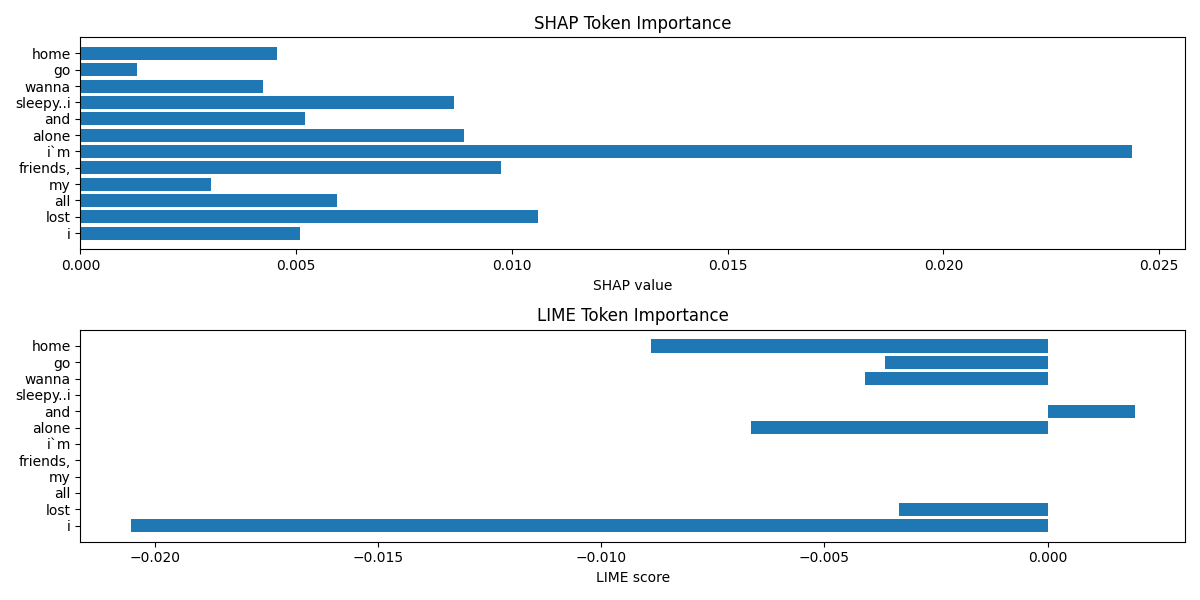 SHAP Token Importance
home
go
wanna
sleepy..i
and
alone
i`m
friends,
my
all
lost
i
0.000 0.005 0.010 0.015 0.020 0.025
SHAP value
LIME Token Importance
home
go
wanna
sleepy..i
and
alone
i`m
friends,
my
all
lost
i
−0.020 −0.015 −0.010 −0.005 0.000
LIME score